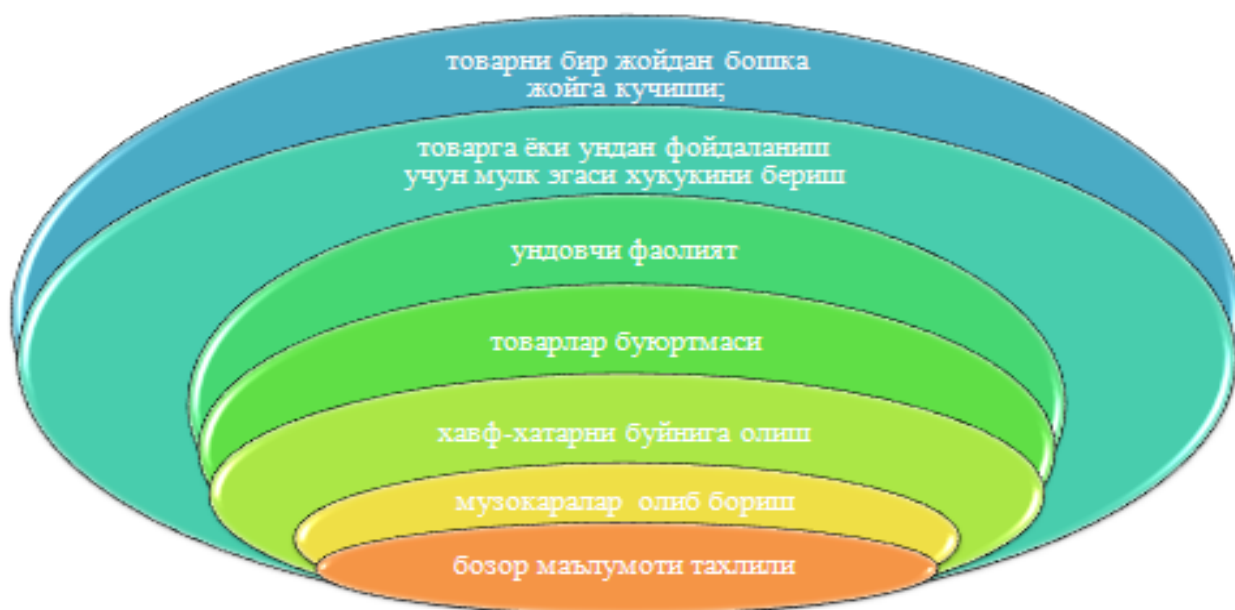 товарни бир жойдан бошка
жойга кучиши;
товарга ёки ундан фойдаланиш
учун мулк эгаси хукукини бериш
ундовчи фаолият
товарлар буюртмаси
хавф-хатарни буйнига олиш
музокаралар олиб бориш
бозор маълумоти тахлили